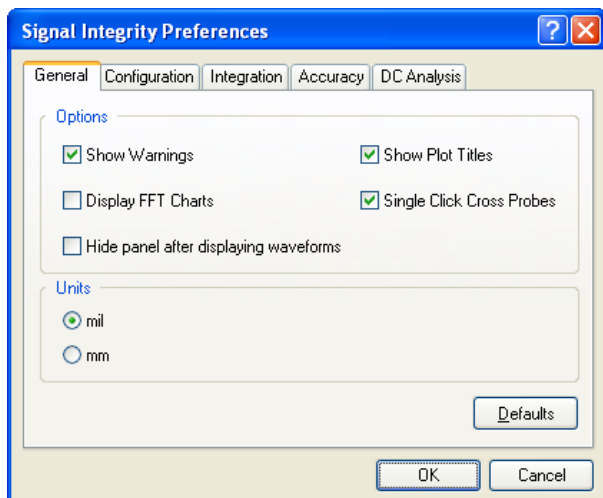 Signal Integrity Preferences
General Configuration Integration Accuracy DC Analysis
Options
Show Warnings Show Plot Titles
Display FFT Charts Single Click Cross Probes
Hide panel after displaying waveforms
Units
mil
mm
Defaults
OK Cancel